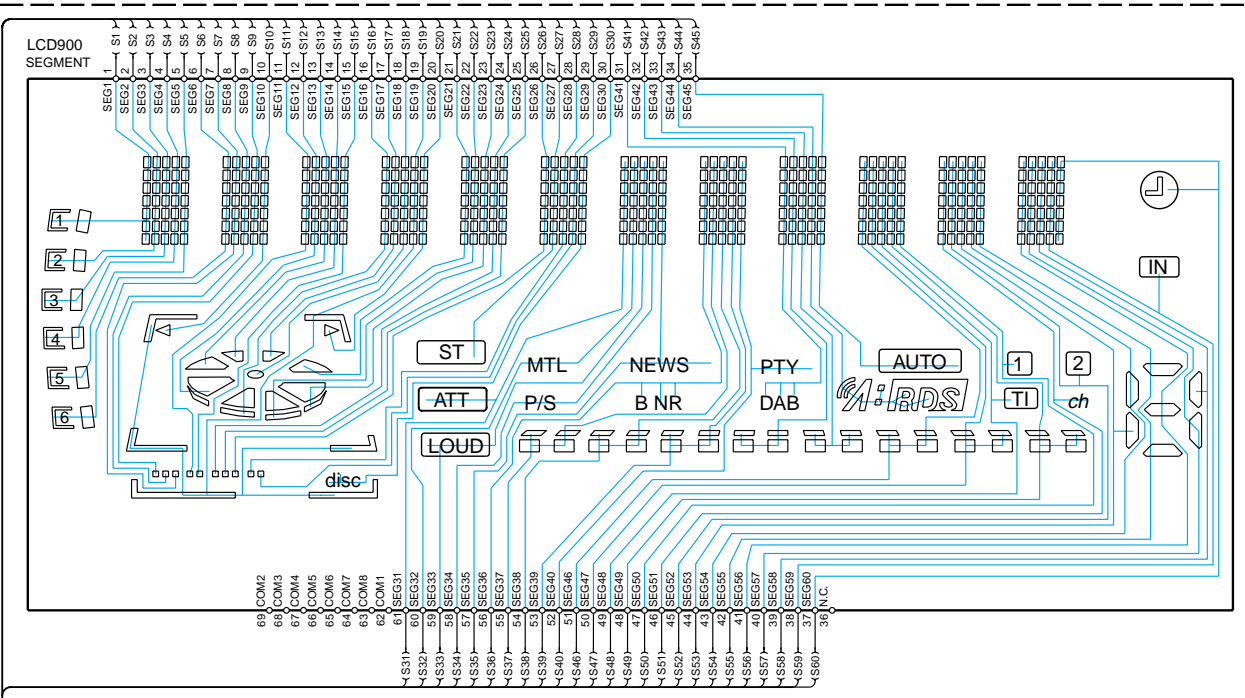 LCD900
SEGMENT
S1 S2 S3 S4 S5 S6 S7 S8 S9 S10 S11 S12 S13 S14 S15 S16 S17 S18 S19 S20 S21 S22 S23 S24 S25 S26 S27 S28 S29 S30 S41 S42 S43 S44 S45
1 2 3 4 5 6 7 8 9 10 11 12 13 14 15 16 17 18 19 20 21 22 23 24 25 26 27 28 29 30 31 32 33 34 35
SEG1 SEG2 SEG3 SEG4 SEG5 SEG6 SEG7 SEG8 SEG9 SEG10 SEG11 SEG12 SEG13 SEG14 SEG15 SEG16 SEG17 SEG18 SEG19 SEG20 SEG21 SEG22 SEG23 SEG24 SEG25 SEG26 SEG27 SEG28 SEG29 SEG30 SEG41 SEG42 SEG43 SEG44 SEG45
1
2
IN
3
4
ST
MTL NEWS PTY AUTO 1 2
5
ATT P/S B NR DAB RDS TI ch
6
LOUD
disc
COM2 COM3 COM4 COM5 COM6 COM7 COM8 COM1 SEG31 SEG32 SEG33 SEG34 SEG35 SEG36 SEG37 SEG38 SEG39 SEG40 SEG46 SEG47 SEG48 SEG49 SEG50 SEG51 SEG52 SEG53 SEG54 SEG55 SEG56 SEG57 SEG58 SEG59 SEG60 N.C.
69 68 67 66 65 64 63 62 61 60 59 58 57 56 55 54 53 52 51 50 49 48 47 46 45 44 43 42 41 40 39 38 37 36
S31 S32 S33 S34 S35 S36 S37 S38 S39 S40 S46 S47 S48 S49 S50 S51 S52 S53 S54 S55 S56 S57 S58 S59 S60